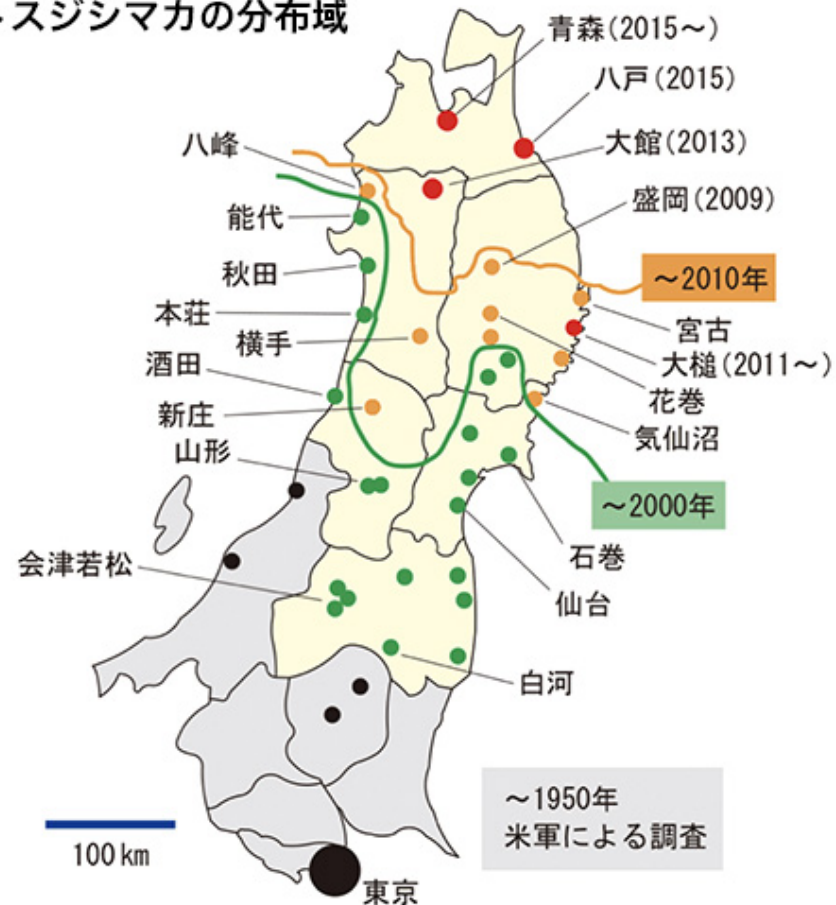 スジシマカの分布域
青森(2015～)
八戸(2015)
大館(2013)
八峰
盛岡(2009)
能代
秋田
～2010年
本荘
宮古
横手
大槌(2011～)
酒田
花巻
新庄
気仙沼
山形
～2000年
石巻
会津若松
仙台
白河
～1950年
米軍による調査
100km
東京